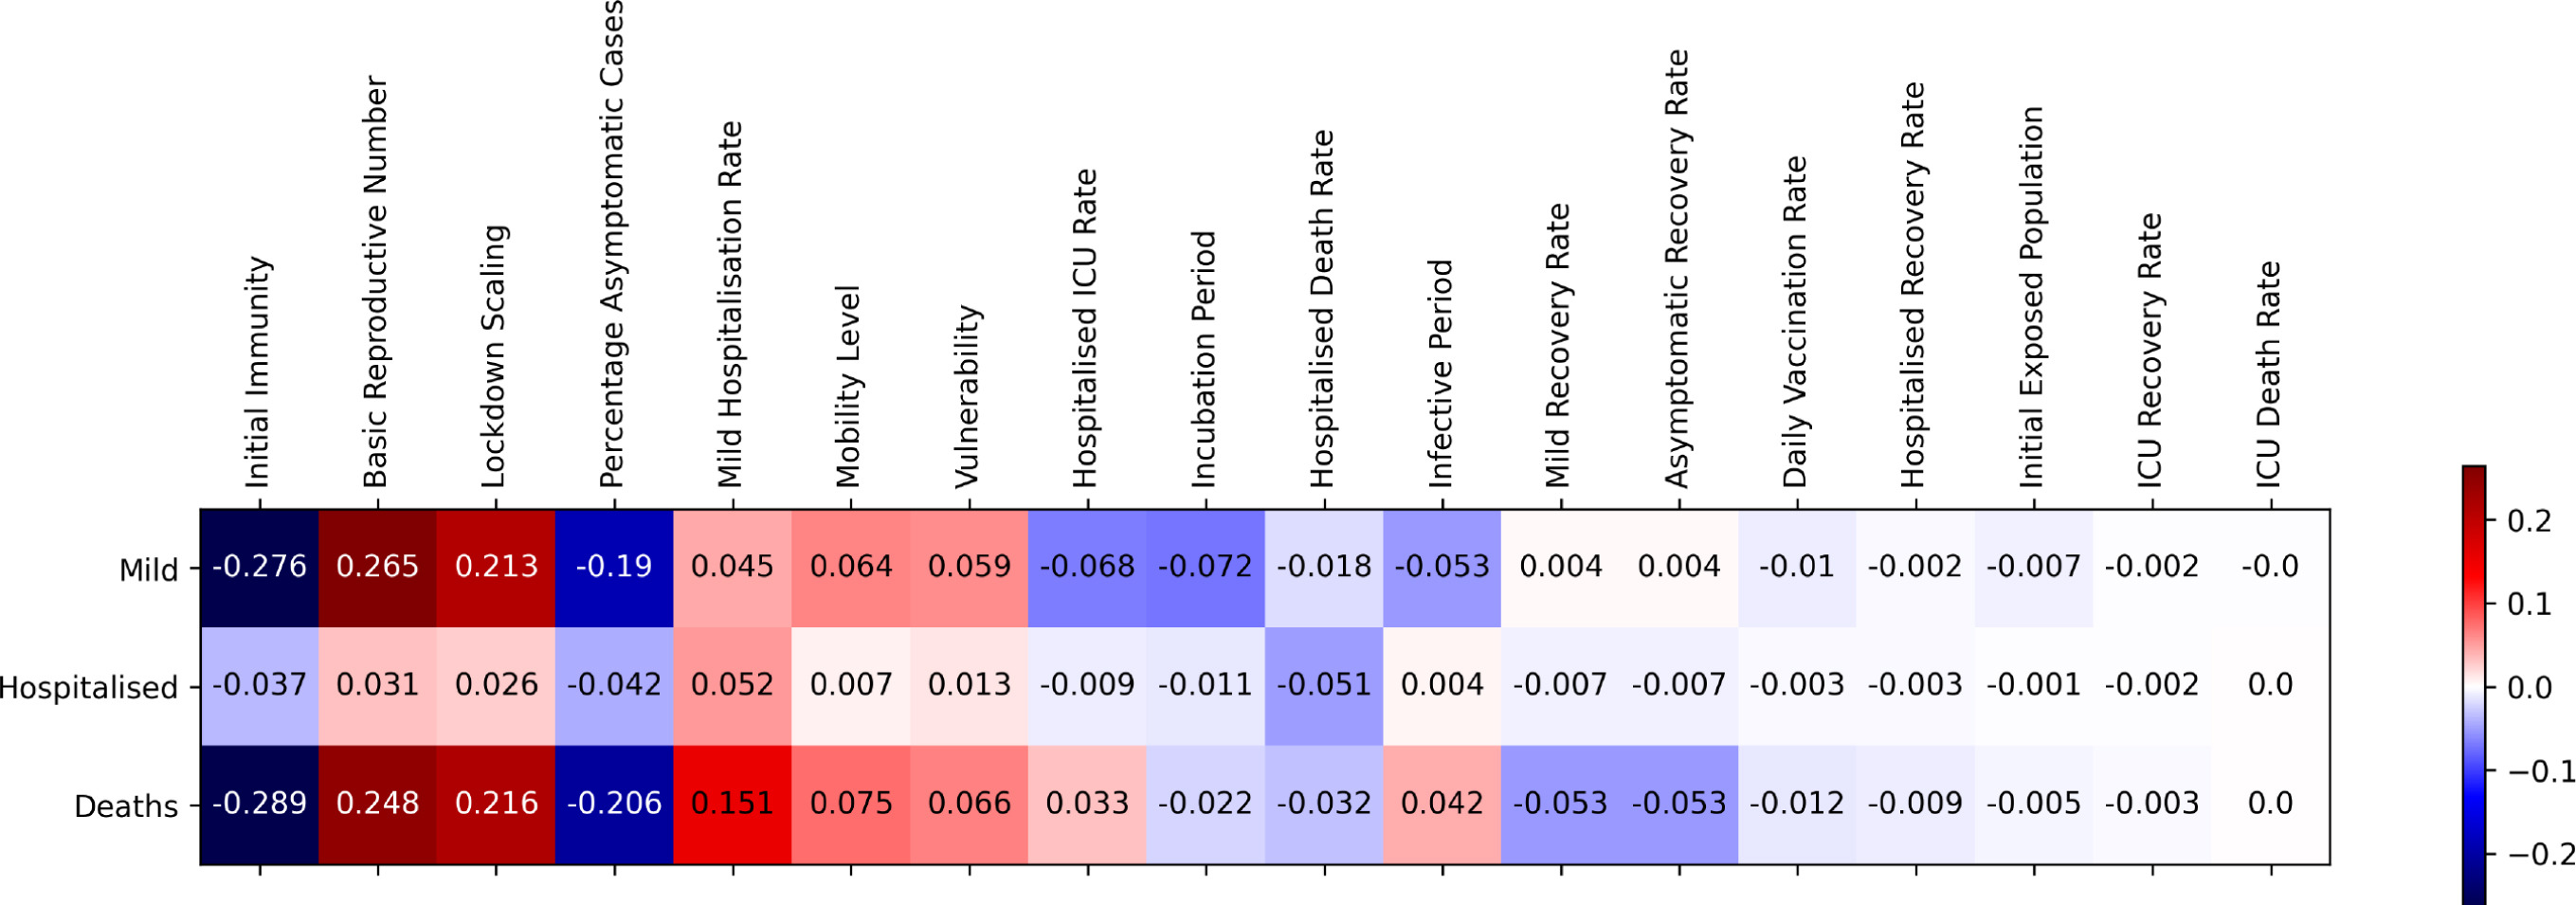 Initial Immunity
Basic Reproductive Number
Lockdown Scaling
Percentage Asymptomatic Cases
Mild Hospitalisation Rate
Mobility Level
Vulnerability
Hospitalised ICU Rate
Incubation Period
Hospitalised Death Rate
Infective Period
Mild Recovery Rate
Asymptomatic Recovery Rate
Daily Vaccination Rate
Hospitalised Recovery Rate
Initial Exposed Population
ICU Recovery Rate
ICU Death Rate
Mild -0.276 0.265 0.213 -0.19 0.045 0.064 0.059 -0.068 -0.072 -0.018 -0.053 0.004 0.004 -0.01 -0.002 -0.007 -0.002 -0.0
Hospitalised -0.037 0.031 0.026 -0.042 0.052 0.007 0.013 -0.009 -0.011 -0.051 0.004 -0.007 -0.007 -0.003 -0.003 -0.001 -0.002 0.0
Deaths -0.289 0.248 0.216 -0.206 0.151 0.075 0.066 0.033 -0.022 -0.032 0.042 -0.053 -0.053 -0.012 -0.009 -0.005 -0.003 0.0
0.2
0.1
0.0
−0.1
−0.2